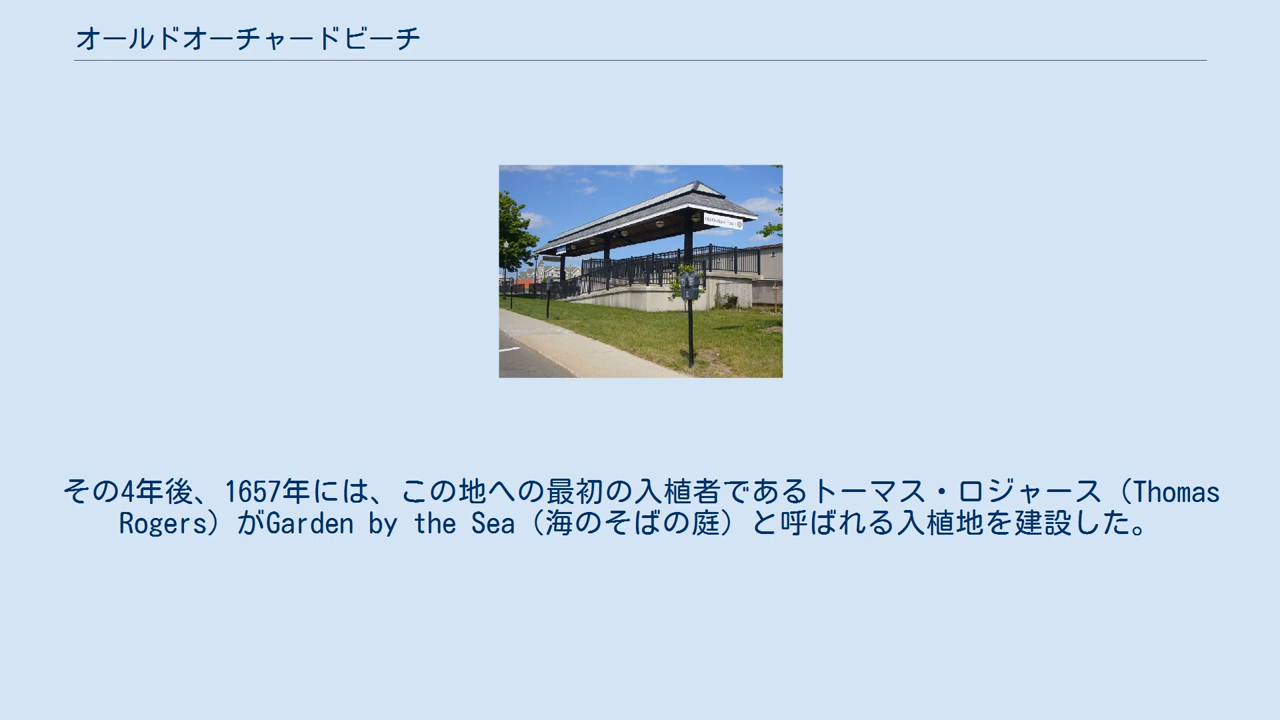 オールドオーチャードビーチ
その4年後、1657年には、この地への最初の入植者であるトーマス・ロジャース（Thomas
Rogers）がGarden by the Sea（海のそばの庭）と呼ばれる入植地を建設した。